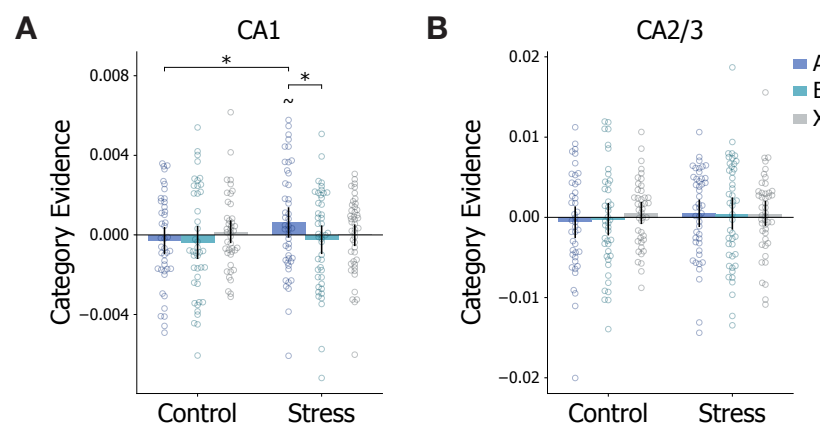 A
CA1
Category Evidence
0.008
0.004
0.000
−0.004
*
*
~
Control
Stress
B
CA2/3
Category Evidence
0.02
0.01
0.00
−0.01
−0.02
Control
Stress
A
X